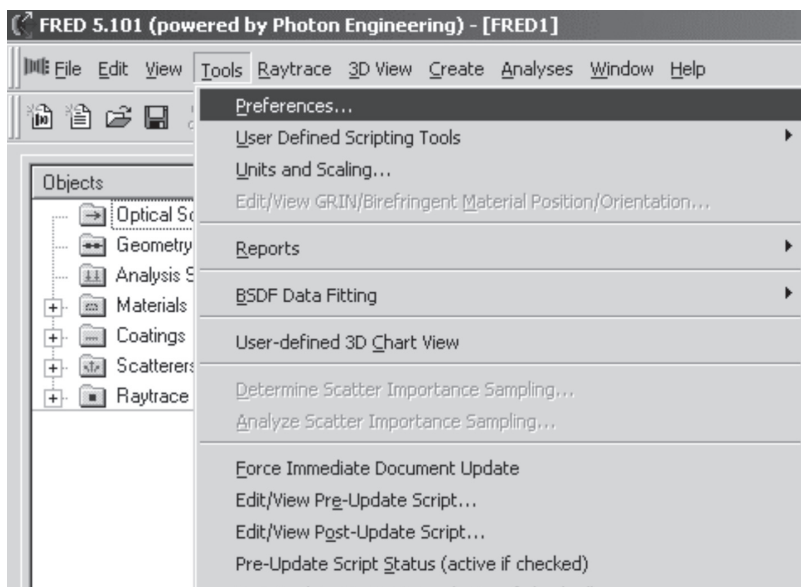 FRED 5.101 (powered by Photon Engineering) - [FRED1]
File Edit View Tools Raytrace 3D View Create Analyses Window Help
Preferences...
User Defined Scripting Tools
Units and Scaling...
Edit/View GRIN/Birefringent Material Position/Orientation...
Reports
BSDF Data Fitting
User-defined 3D Chart View
Determine Scatter Importance Sampling...
Analyze Scatter Importance Sampling...
Force Immediate Document Update
Edit/View Pre-Update Script...
Edit/View Post-Update Script...
Pre-Update Script Status (active if checked)
Objects
Optical So
Geometry
Analysis S
Materials
Coatings
Scatterers
Raytrace